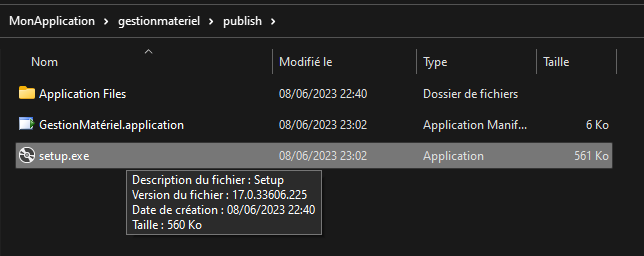 MonApplication > gestionmateriel > publish >
Modifié le Type Taille
Application Files 08/06/2023 22:40 Dossier de fichiers
GestionMatériel.application 08/06/2023 23:02 Application Manif... 6 Ko
setup.exe 08/06/2023 23:02 Application 561 Ko
Description du fichier : Setup
Version du fichier : 17.0.33606.225
Date de création : 08/06/2023 22:40
Taille : 560 Ko